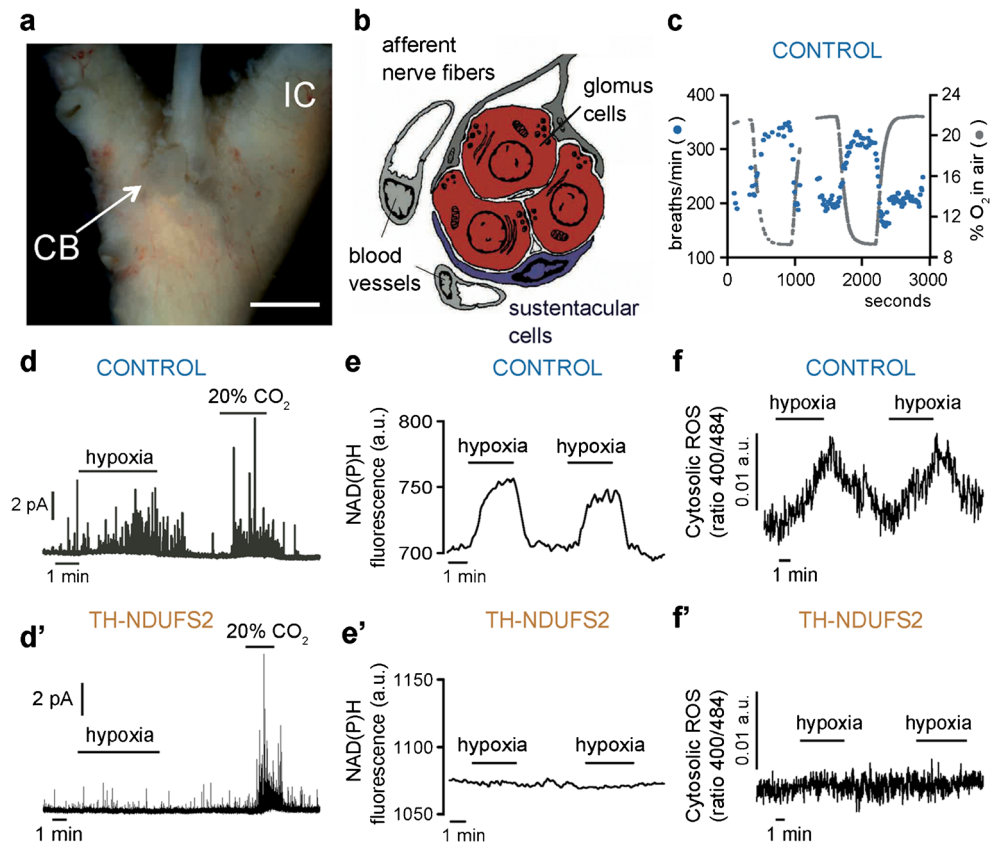 a
IC
CB
b
afferent
nerve fibers
glomus
cells
blood
vessels
sustentacular
cells
c
CONTROL
400
300
200
100
breaths/min (●)
24
20
16
12
8
% O2 in air (●)
0
1000
2000
3000
seconds
d
CONTROL
20% CO2
hypoxia
2 pA
1 min
e
CONTROL
800
750
700
NAD(P)H
fluorescence (a.u.)
hypoxia
hypoxia
1 min
f
CONTROL
Cytosolic ROS
(ratio 400/484)
0.01 a.u.
hypoxia
hypoxia
1 min
d'
TH-NDUFS2
20% CO2
2 pA
hypoxia
1 min
e'
TH-NDUFS2
1150
1100
1050
NAD(P)H
fluorescence (a.u.)
hypoxia
hypoxia
1 min
f'
TH-NDUFS2
Cytosolic ROS
(ratio 400/484)
0.01 a.u.
hypoxia
hypoxia
1 min